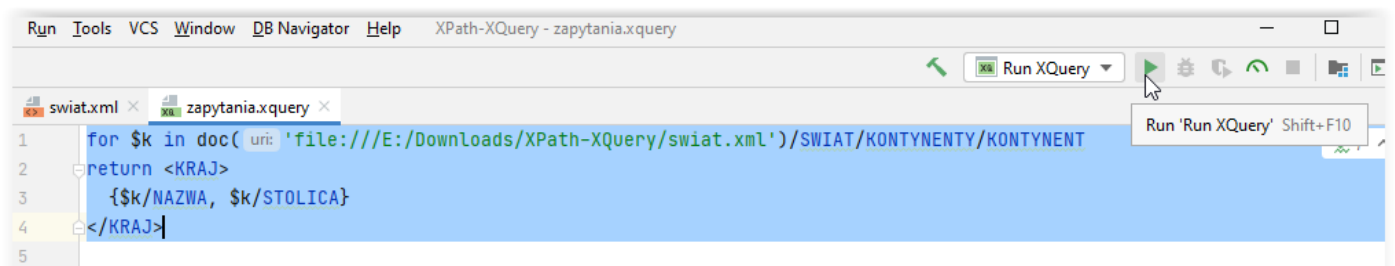 Run Tools VCS Window DB Navigator Help XPath-XQuery - zapytania.xquery
Run XQuery
swiat.xml zapytania.xquery
Run 'Run XQuery' Shift+F10
1 for $k in doc( uri: 'file:///E:/Downloads/XPath-XQuery/swiat.xml')/SWIAT/KONTYNENTY/KONTYNENT
2 return <KRAJ>
3 {$k/NAZWA, $k/STOLICA}
4 </KRAJ>
5